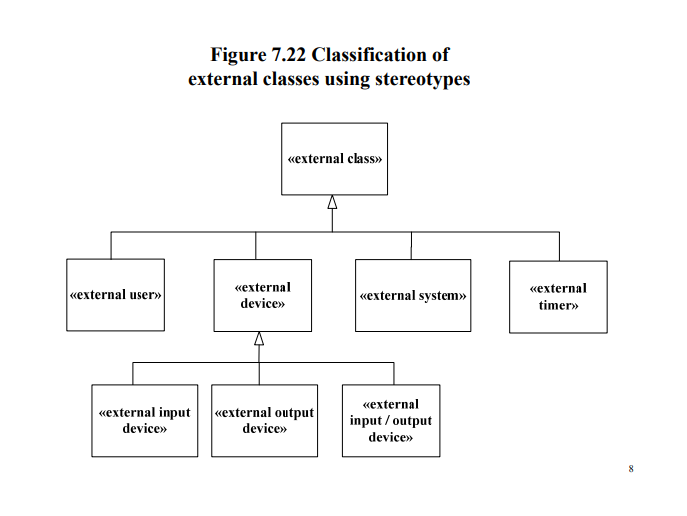 Figure 7.22 Classification of
external classes using stereotypes
«external class»
«external user»
«external
device»
«external system»
«external
timer»
«external input
device»
«external output
device»
«external
input / output
device»
8